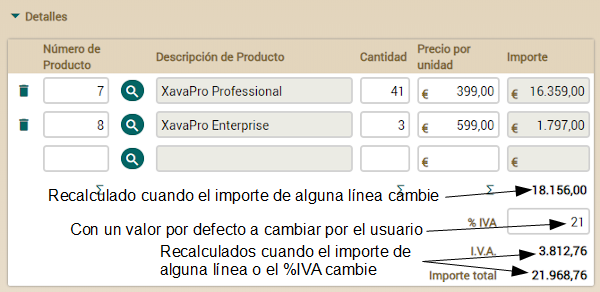 Detalles
Número de Producto Descripción de Producto Cantidad Precio por unidad Importe
7 XavaPro Professional 41 € 399,00 € 16.359,00
8 XavaPro Enterprise 3 € 599,00 € 1.797,00
€ €
Σ Σ Σ
Recalculado cuando el importe de alguna línea cambie 18.156,00
Con un valor por defecto a cambiar por el usuario % IVA 21
Recalculados cuando el importe de I.V.A. 3.812,76
alguna línea o el %IVA cambie Importe total 21.968,76